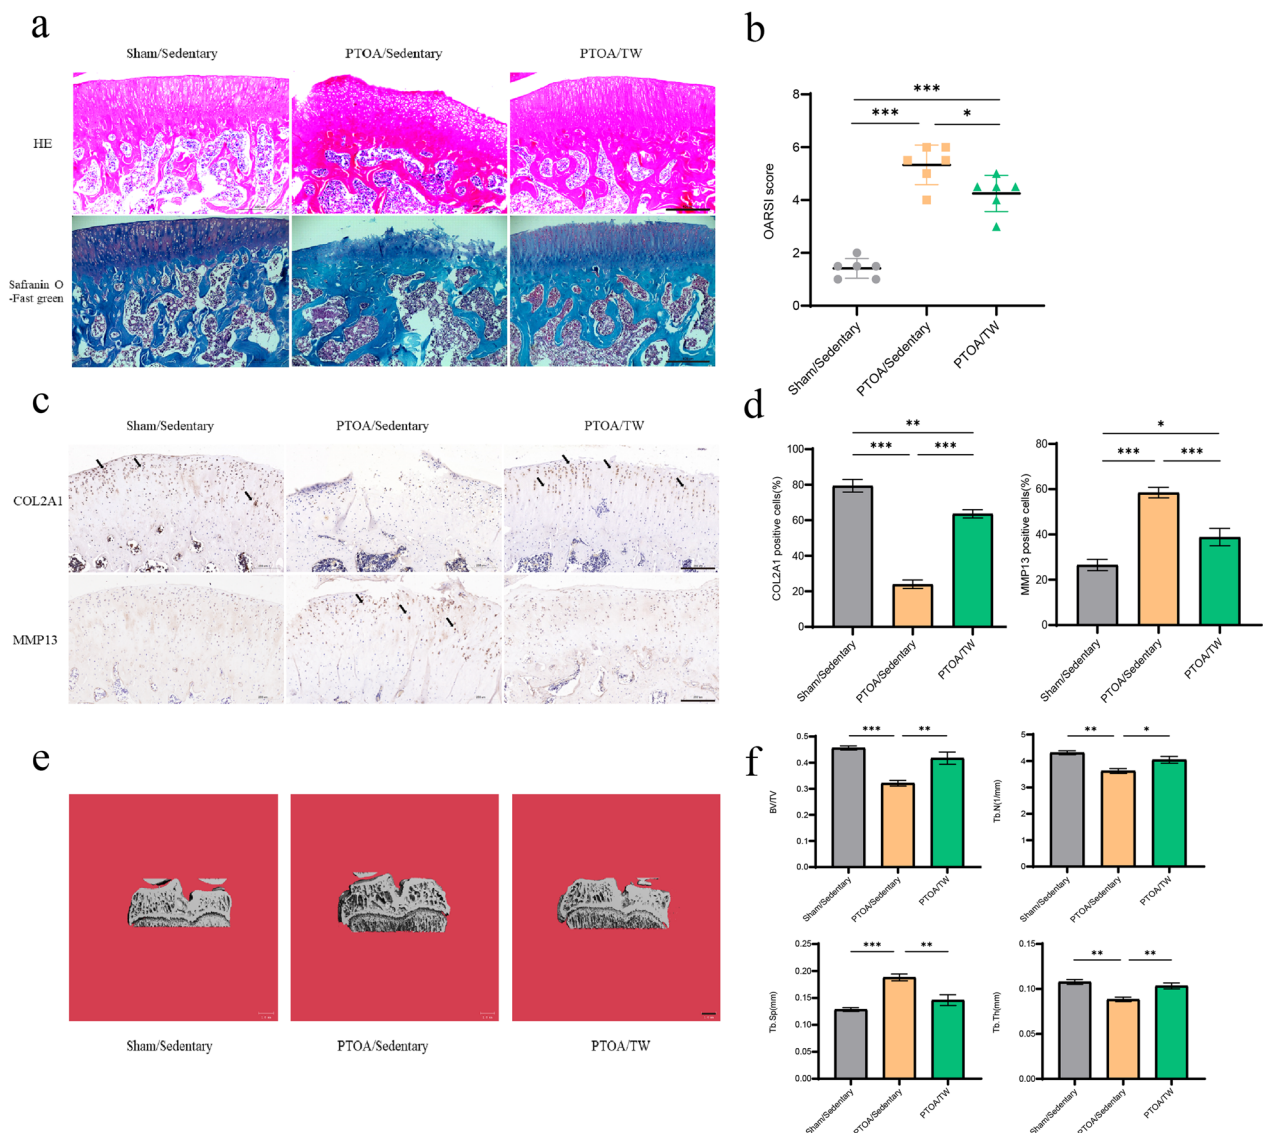 a
Sham/Sedentary
PTOA/Sedentary
PTOA/TW
HE
Safranin O
-Fast green
b
8
6
4
2
0
OARSI score
***
***
*
Sham/Sedentary
PTOA/Sedentary
PTOA/TW
c
Sham/Sedentary
PTOA/Sedentary
PTOA/TW
COL2A1
MMP13
d
100
80
60
40
20
0
COL2A1 positive cells(%)
**
***
***
Sham/Sedentary
PTOA/Sedentary
PTOA/TW
80
60
40
20
0
MMP13 positive cells(%)
*
***
***
Sham/Sedentary
PTOA/Sedentary
PTOA/TW
e
Sham/Sedentary
PTOA/Sedentary
PTOA/TW
f
0.5
0.4
0.3
0.2
0.1
0.0
BV/TV
***
**
Sham/Sedentary
PTOA/Sedentary
PTOA/TW
5
4
3
2
1
0
Tb.N(1/mm)
**
*
Sham/Sedentary
PTOA/Sedentary
PTOA/TW
0.25
0.20
0.15
0.10
0.05
0.00
Tb.Sp(mm)
***
**
Sham/Sedentary
PTOA/Sedentary
PTOA/TW
0.15
0.10
0.05
0.00
Tb.Th(mm)
**
**
Sham/Sedentary
PTOA/Sedentary
PTOA/TW